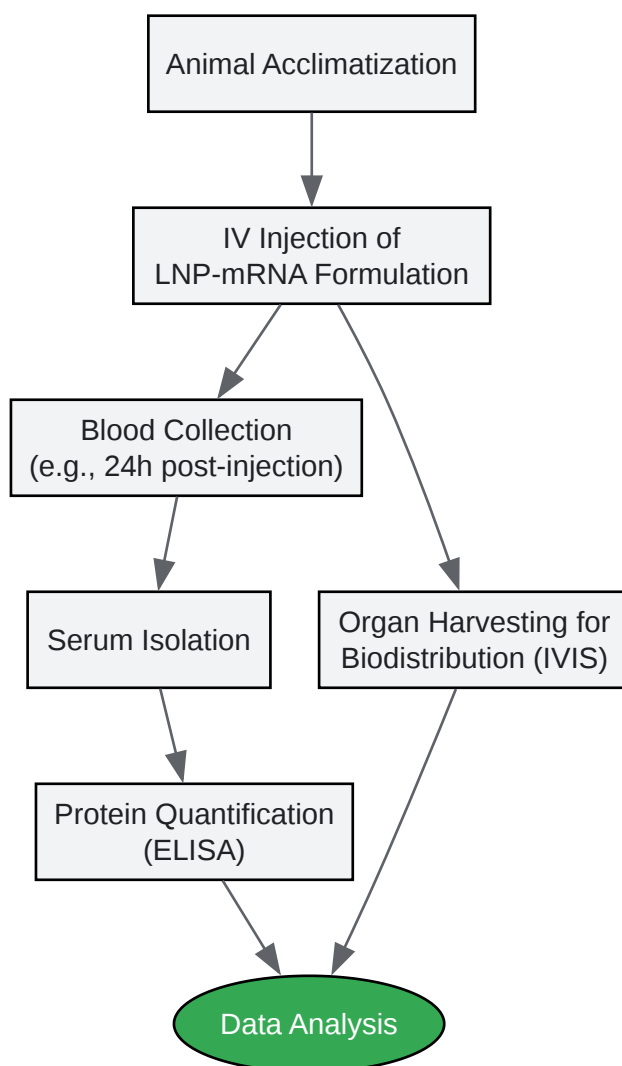 Animal Acclimatization
IV Injection of
LNP-mRNA Formulation
Blood Collection
(e.g., 24h post-injection)
Serum Isolation
Organ Harvesting for
Biodistribution (IVIS)
Protein Quantification
(ELISA)
Data Analysis